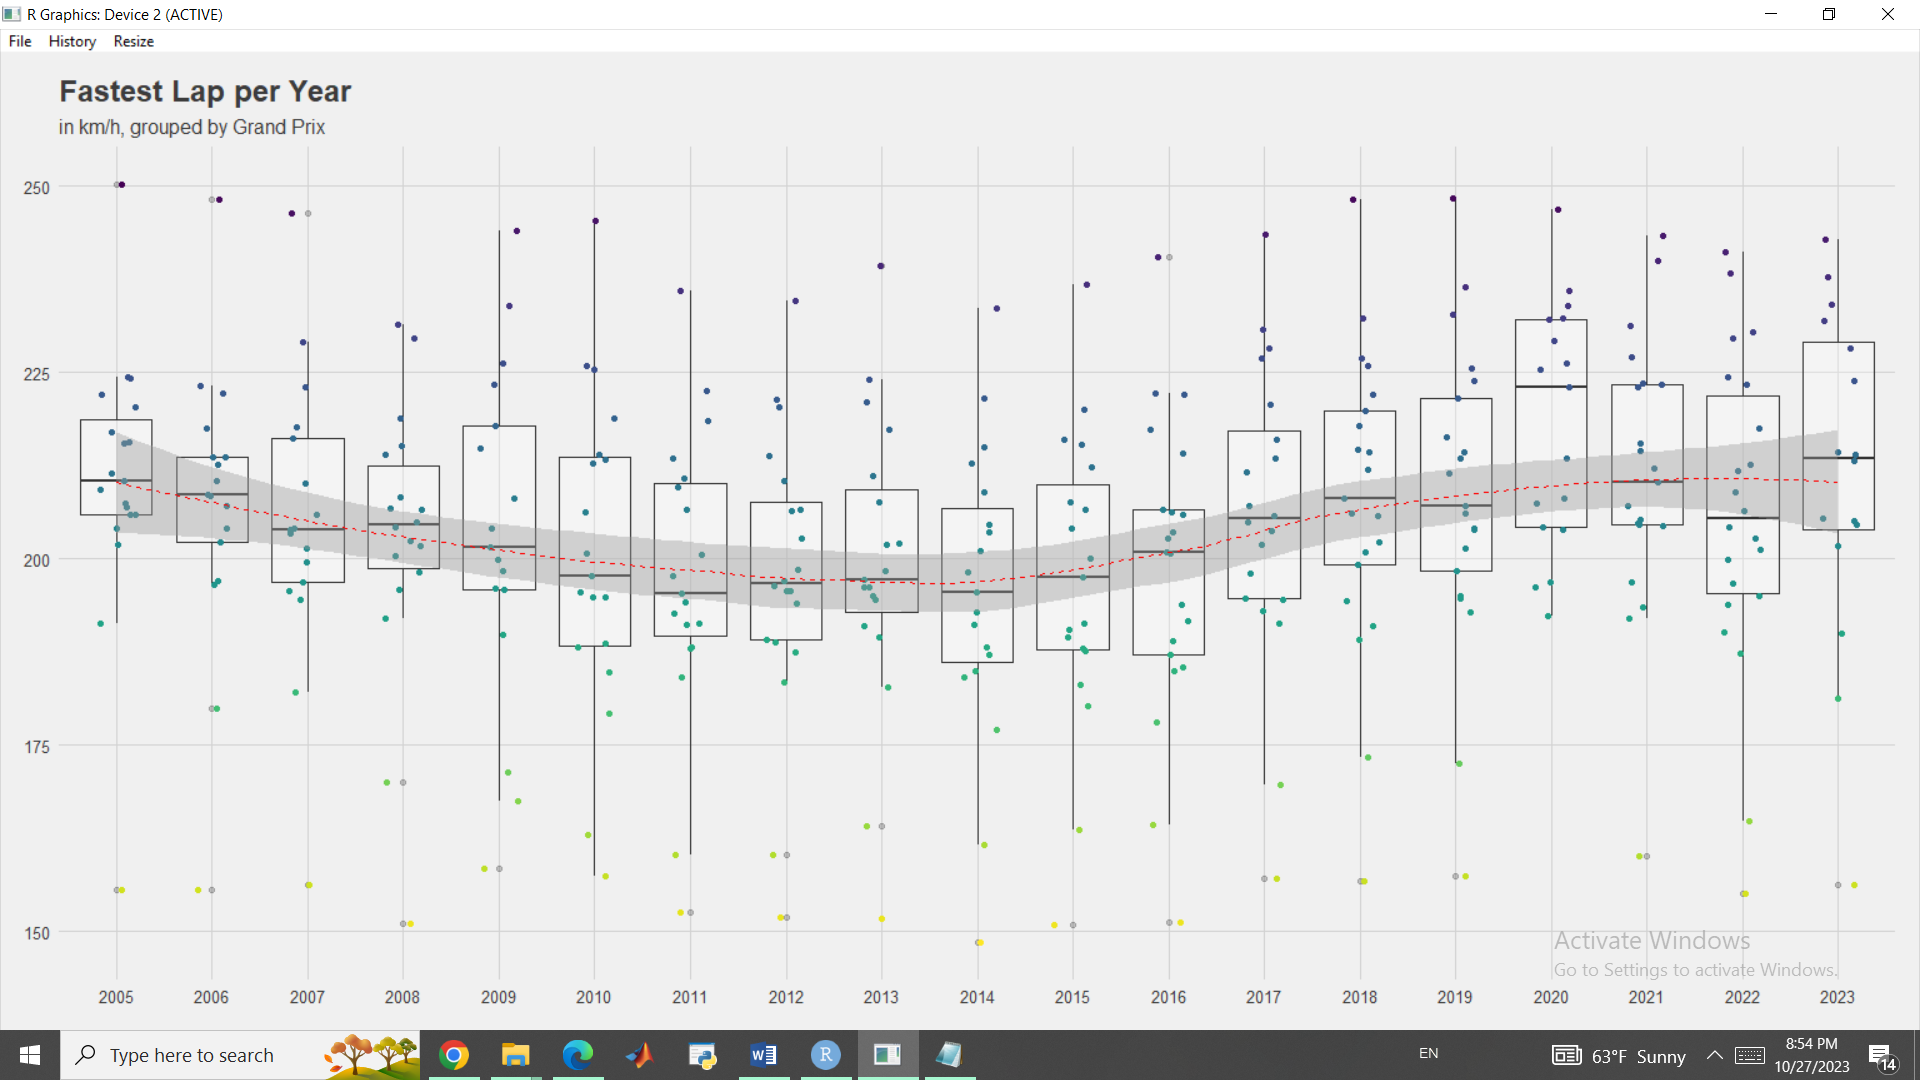 R Graphics: Device 2 (ACTIVE)
File History Resize
Fastest Lap per Year
in km/h, grouped by Grand Prix
250
225
200
175
150
Activate Windows
Go to Settings to activate Windows.
2005 2006 2007 2008 2009 2010 2011 2012 2013 2014 2015 2016 2017 2018 2019 2020 2021 2022 2023
Type here to search
W
R
EN
63°F Sunny
8:54 PM
10/27/2023
14